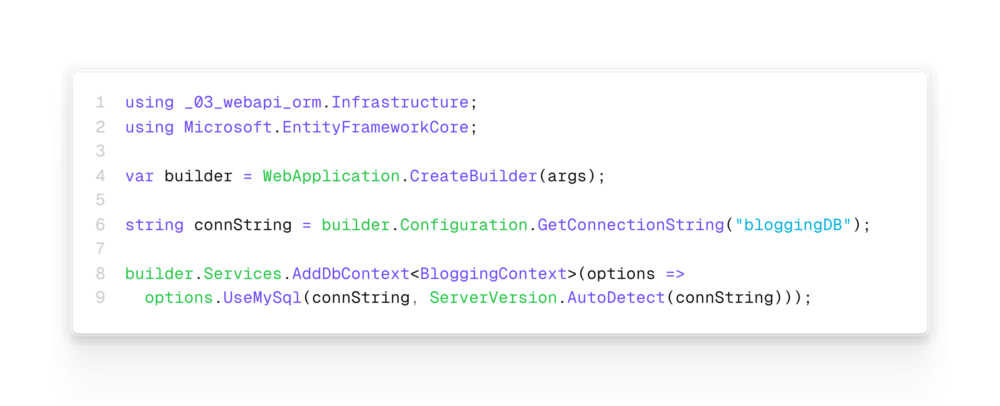 1 using _03_webapi_orm.Infrastructure;
2 using Microsoft.EntityFrameworkCore;
3
4 var builder = WebApplication.CreateBuilder(args);
5
6 string connString = builder.Configuration.GetConnectionString("bloggingDB");
7
8 builder.Services.AddDbContext<BloggingContext>(options =>
9   options.UseMySql(connString, ServerVersion.AutoDetect(connString)));